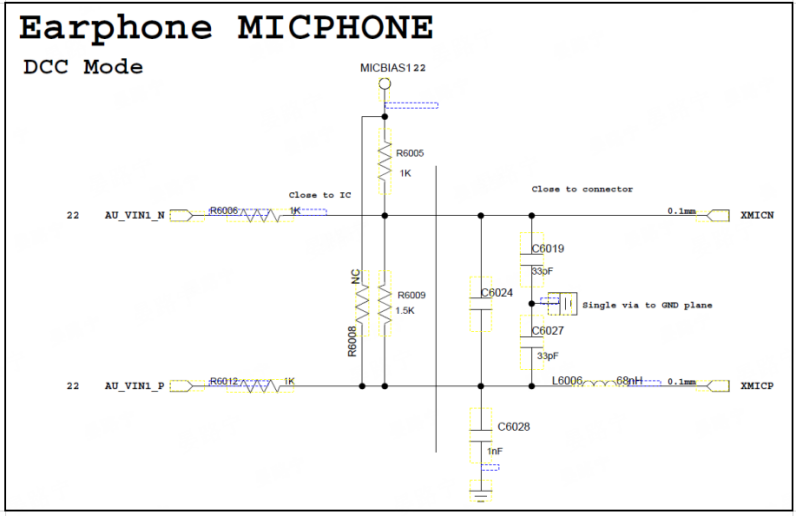 Earphone MICPHONE
DCC Mode
MICBIAS122
R6005
1K
Close to IC
Close to connector
22 AU_VIN1_N R6006 1K 0.1mm XMICN
C6019
33pF
NC
R6009
1.5K
C6024
Single via to GND plane
R6008
C6027
33pF
22 AU_VIN1_P R6012 1K L6006 68nH 0.1mm XMICP
C6028
1nF